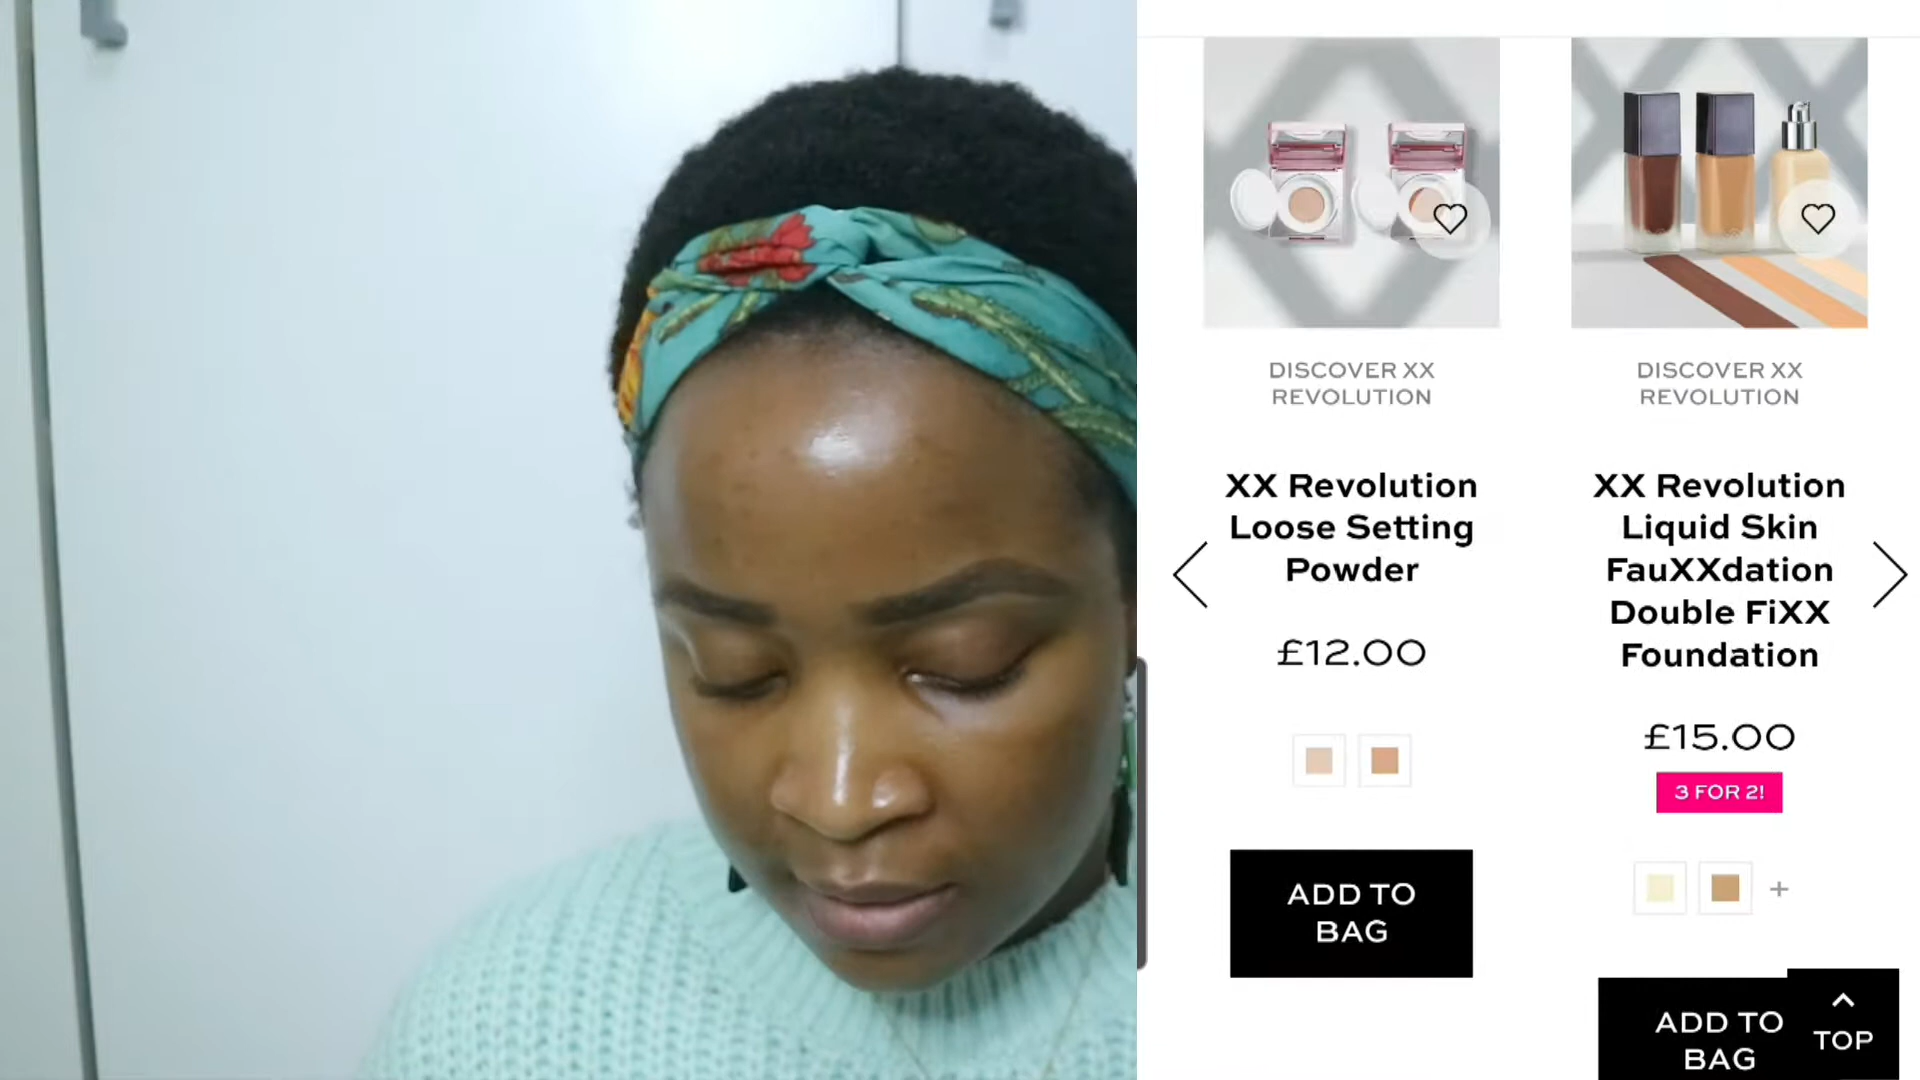 DISCOVER XX
REVOLUTION
XX Revolution
Loose Setting
Powder
£12.00
ADD TO
BAG
DISCOVER XX
REVOLUTION
XX Revolution
Liquid Skin
FauXXdation
Double FiXX
Foundation
£15.00
3 FOR 2!
+
ADD TO
BAG
TOP